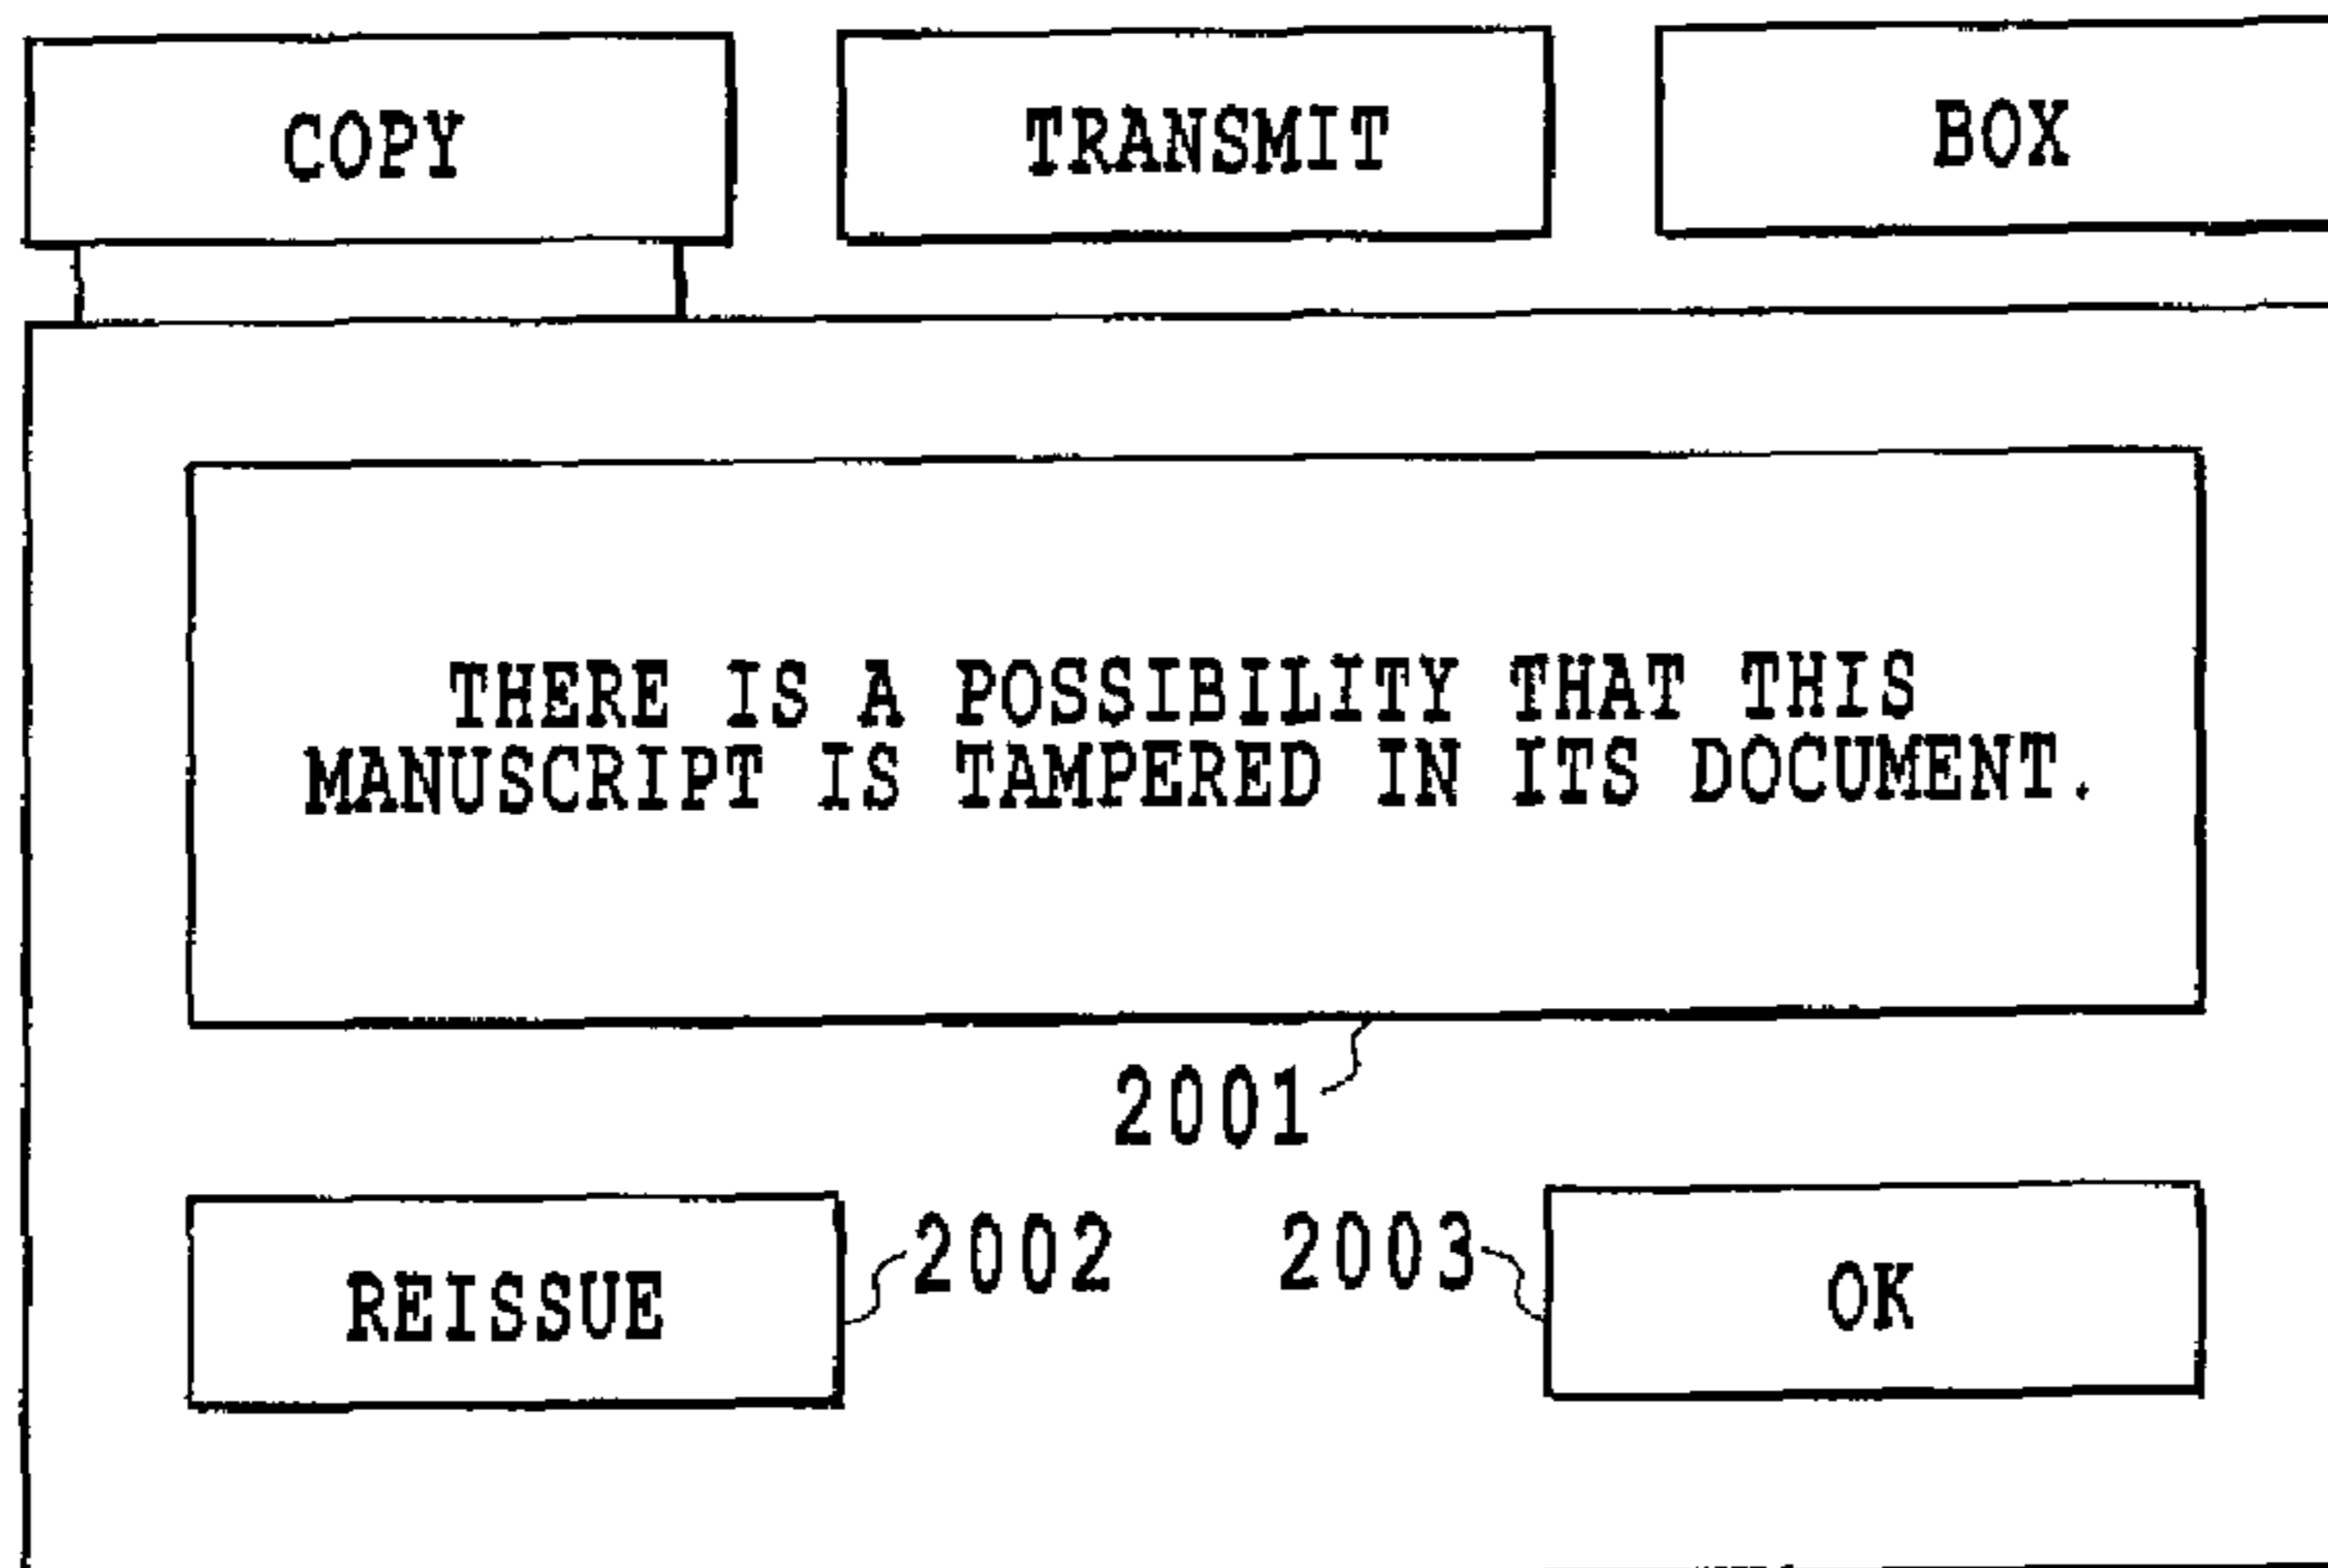 COPY TRANSMIT BOX
THERE IS A POSSIBILITY THAT THIS
MANUSCRIPT IS TAMPERED IN ITS DOCUMENT.
2001
2002 2003
REISSUE OK